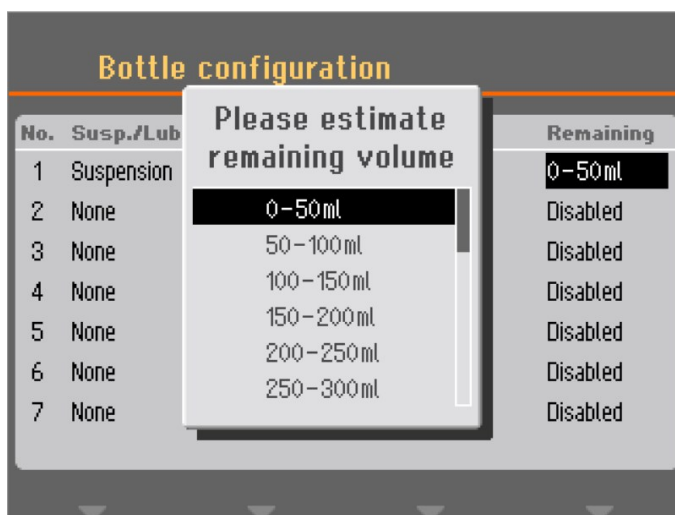 Bottle configuration
Please estimate
remaining volume
No. Susp./Lub Remaining
1 Suspension 0-50ml
2 None Disabled
3 None Disabled
4 None Disabled
5 None Disabled
6 None Disabled
7 None Disabled
0-50ml
50-100ml
100-150ml
150-200ml
200-250ml
250-300ml